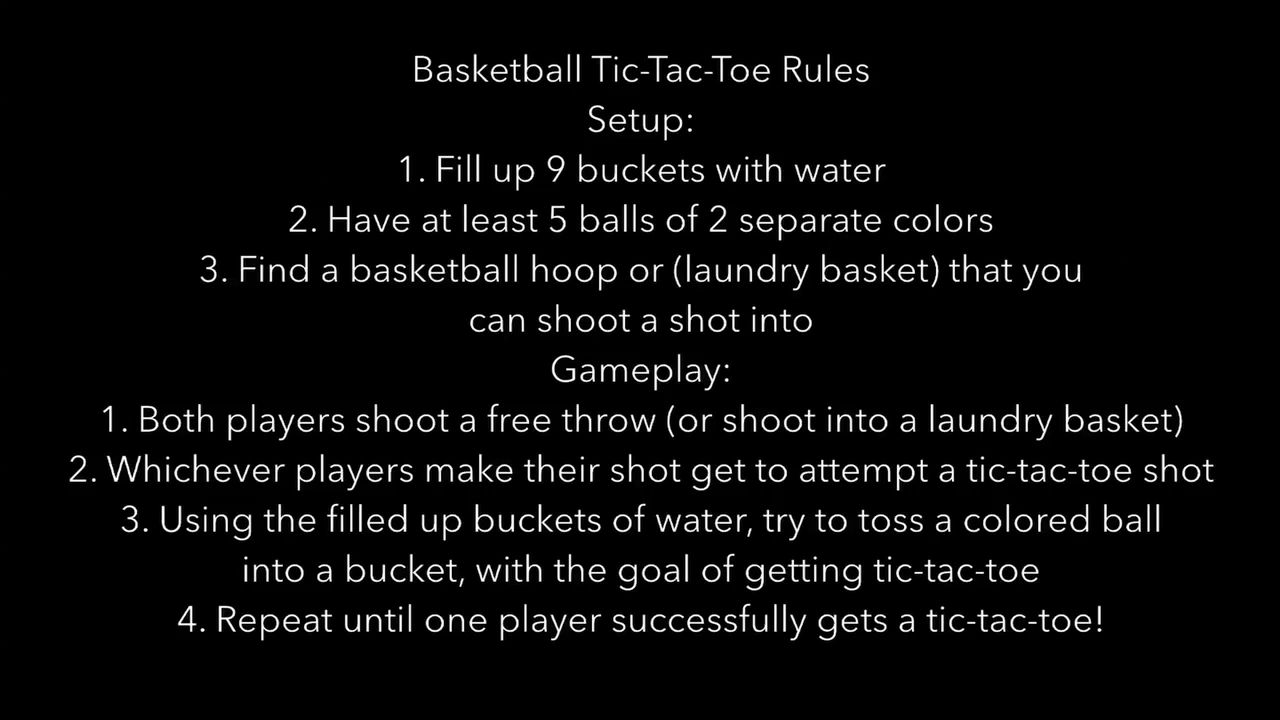 Basketball Tic-Tac-Toe Rules
Setup:
1. Fill up 9 buckets with water
2. Have at least 5 balls of 2 separate colors
3. Find a basketball hoop or (laundry basket) that you
can shoot a shot into
Gameplay:
1. Both players shoot a free throw (or shoot into a laundry basket)
2. Whichever players make their shot get to attempt a tic-tac-toe shot
3. Using the filled up buckets of water, try to toss a colored ball
into a bucket, with the goal of getting tic-tac-toe
4. Repeat until one player successfully gets a tic-tac-toe!